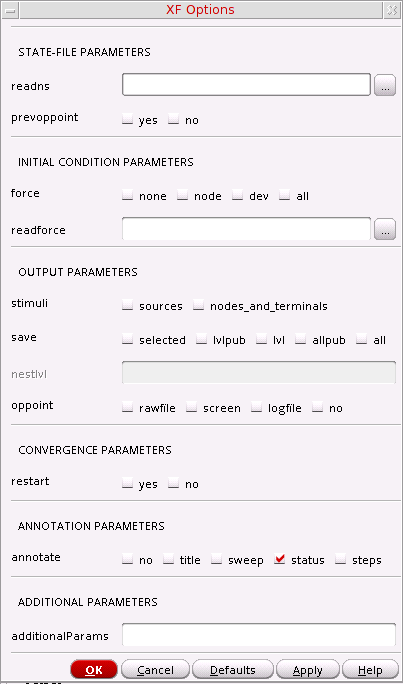 XF Options
STATE-FILE PARAMETERS
readns ...
prevoppoint yes no
INITIAL CONDITION PARAMETERS
force none node dev all
readforce ...
OUTPUT PARAMETERS
stimuli sources nodes_and_terminals
save selected lvlpub lvl allpub all
nestlvl
oppoint rawfile screen logfile no
CONVERGENCE PARAMETERS
restart yes no
ANNOTATION PARAMETERS
annotate no title sweep status steps
ADDITIONAL PARAMETERS
additionalParams
OK Cancel Defaults Apply Help